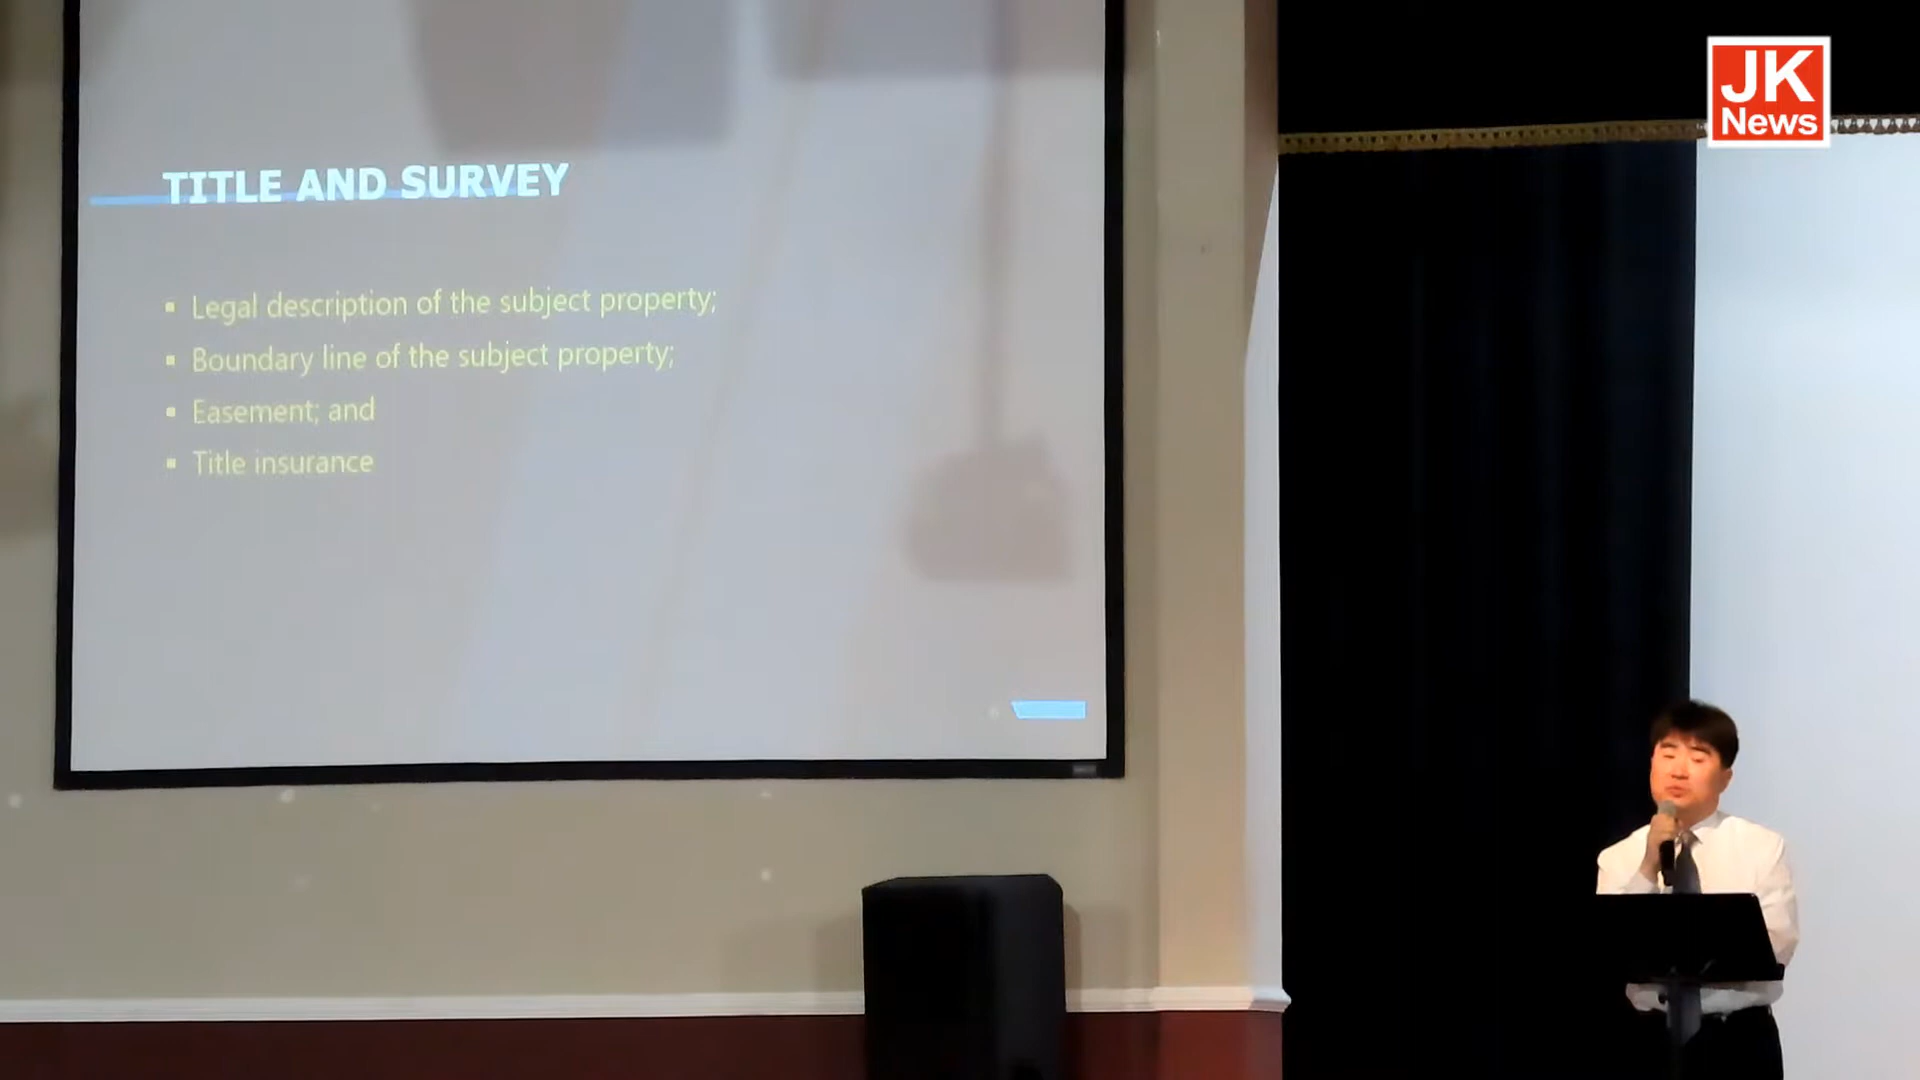 JK
News
TITLE AND SURVEY
▪ Legal description of the subject property;
▪ Boundary line of the subject property;
▪ Easement; and
▪ Title insurance